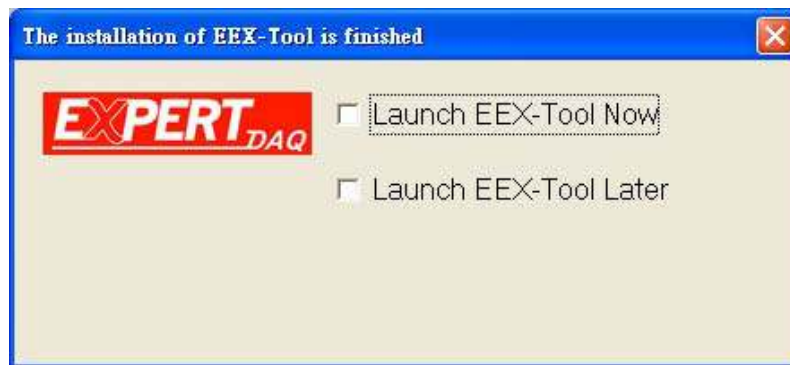 The installation of EEX-Tool is finished
EXPERT DAQ
Launch EEX-Tool Now
Launch EEX-Tool Later